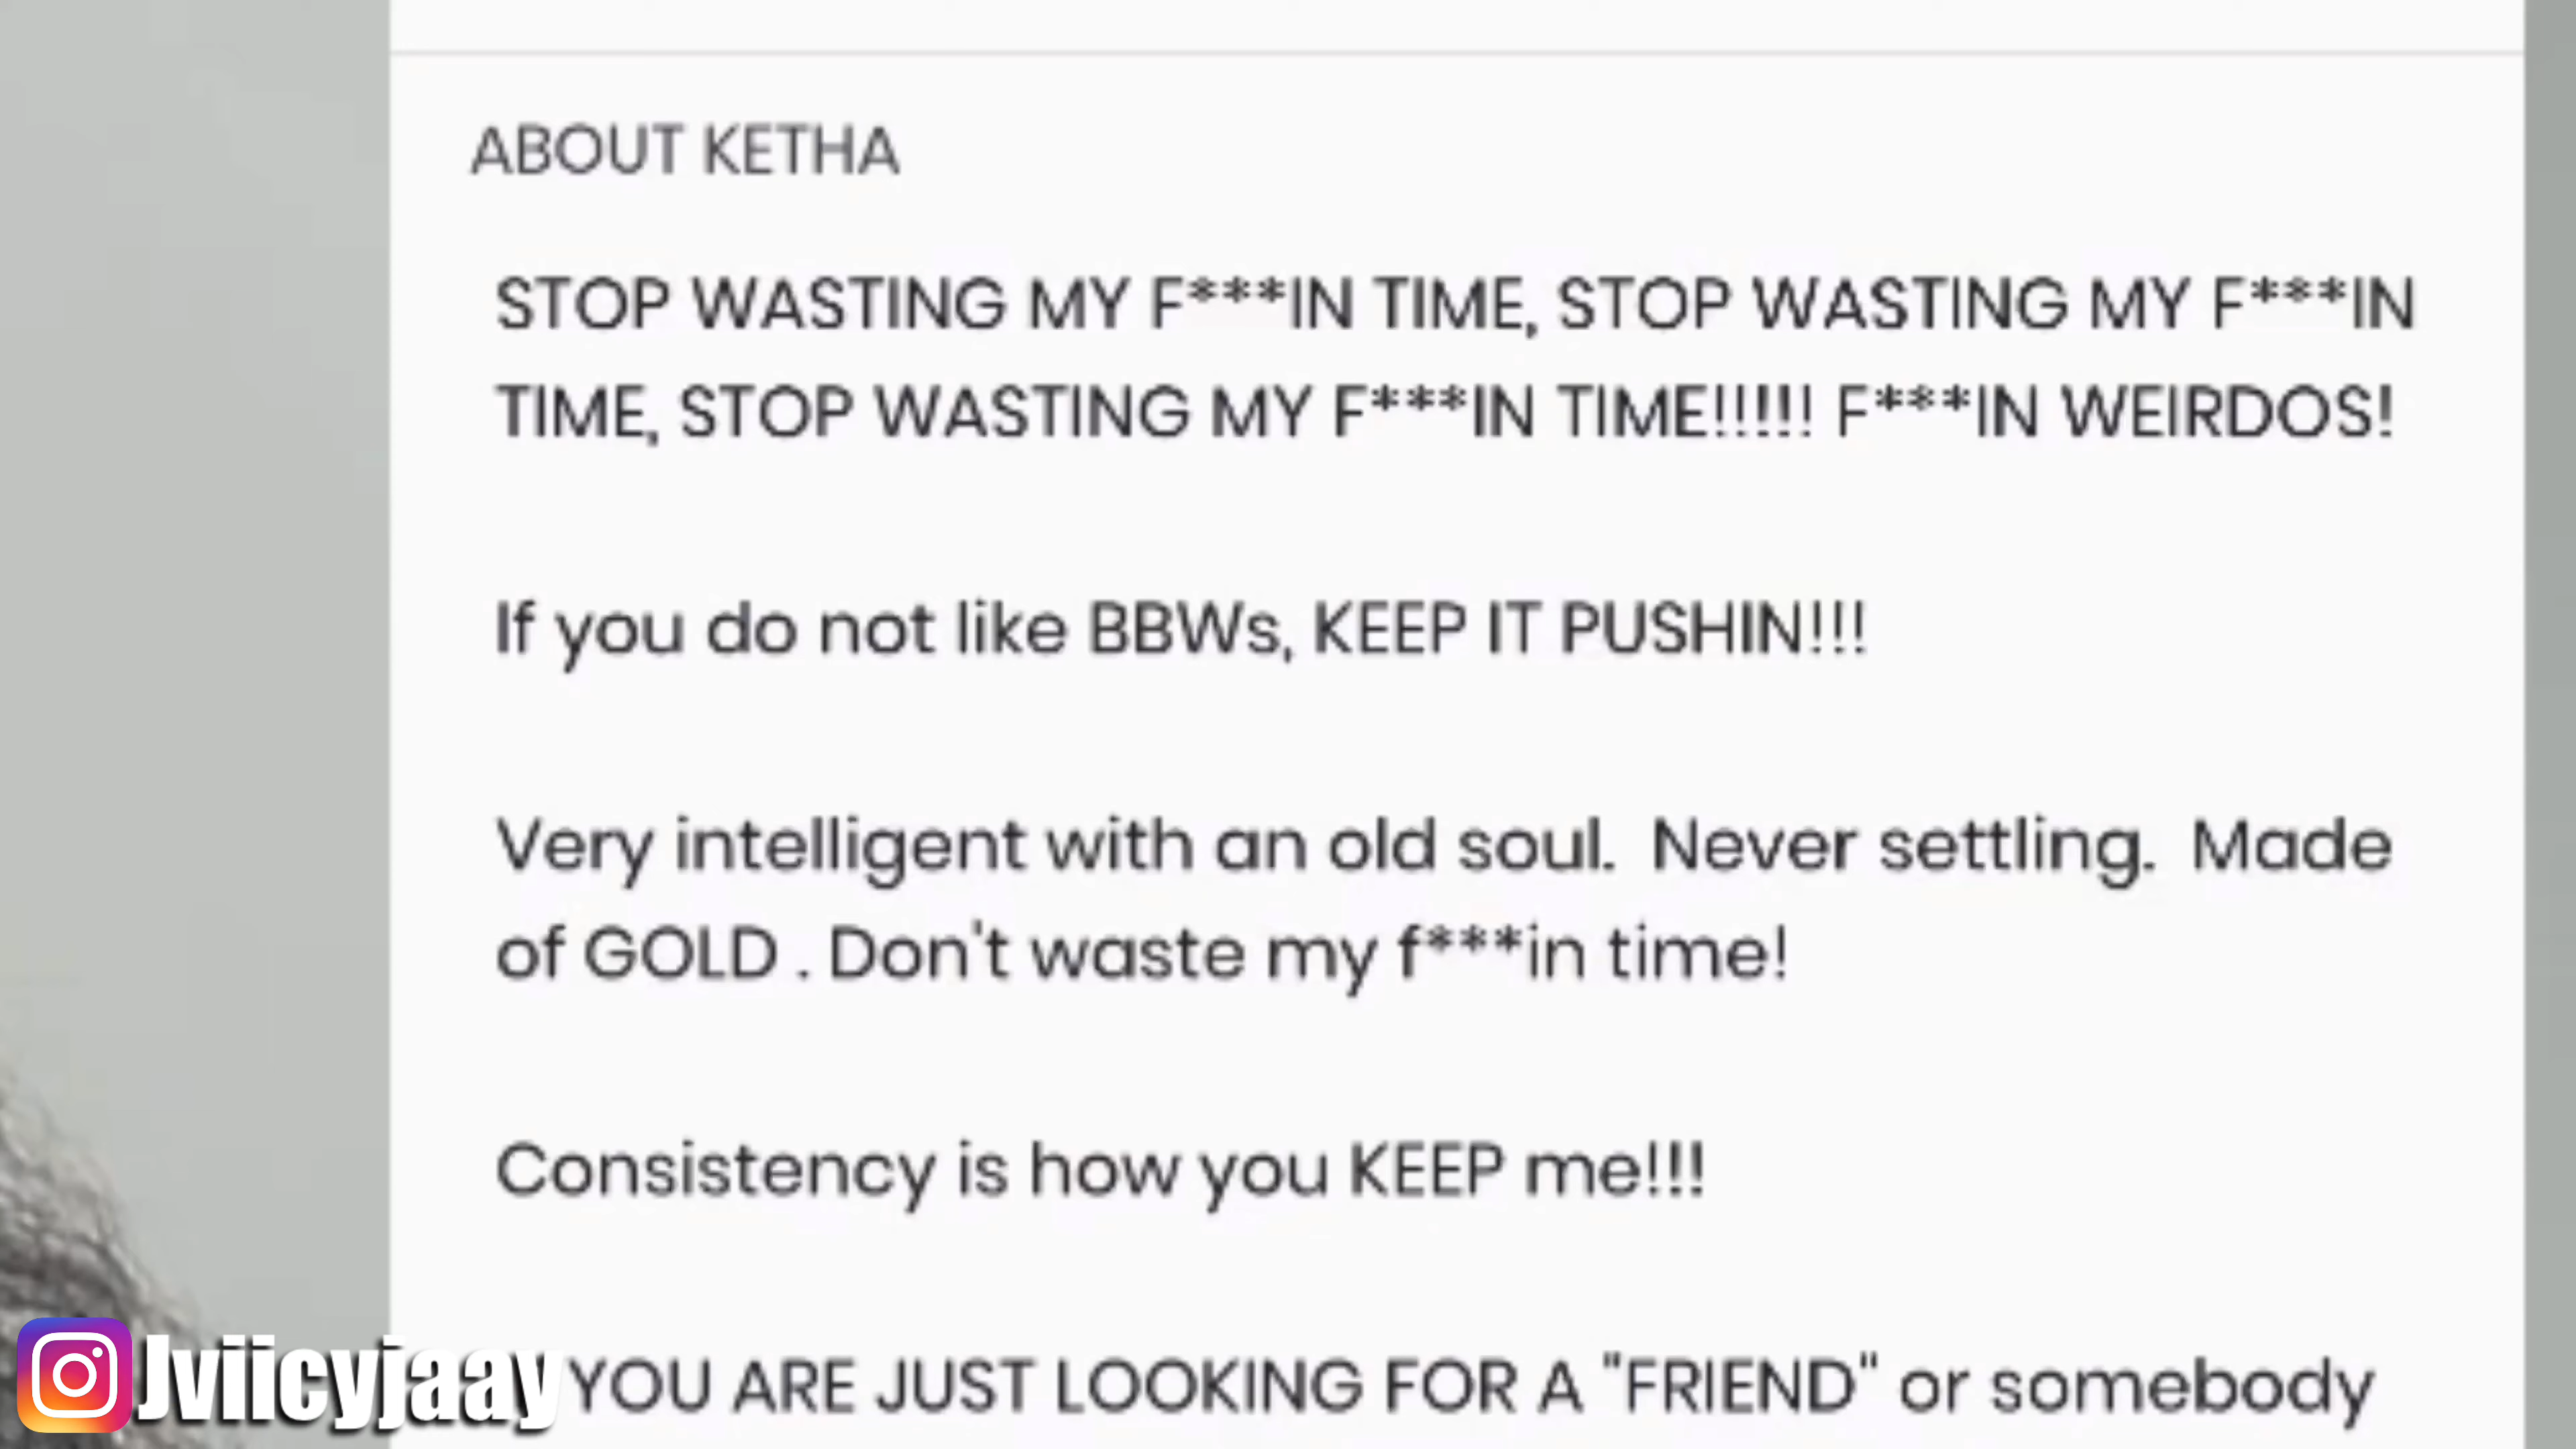 ABOUT KETHA
STOP WASTING MY F***IN TIME, STOP WASTING MY F***IN
TIME, STOP WASTING MY F***IN TIME!!!!! F***IN WEIRDOS!
If you do not like BBWs, KEEP IT PUSHIN!!!
Very intelligent with an old soul.  Never settling.  Made
of GOLD . Don't waste my f***in time!
Consistency is how you KEEP me!!!
YOU ARE JUST LOOKING FOR A "FRIEND" or somebody
Jviicyjaay